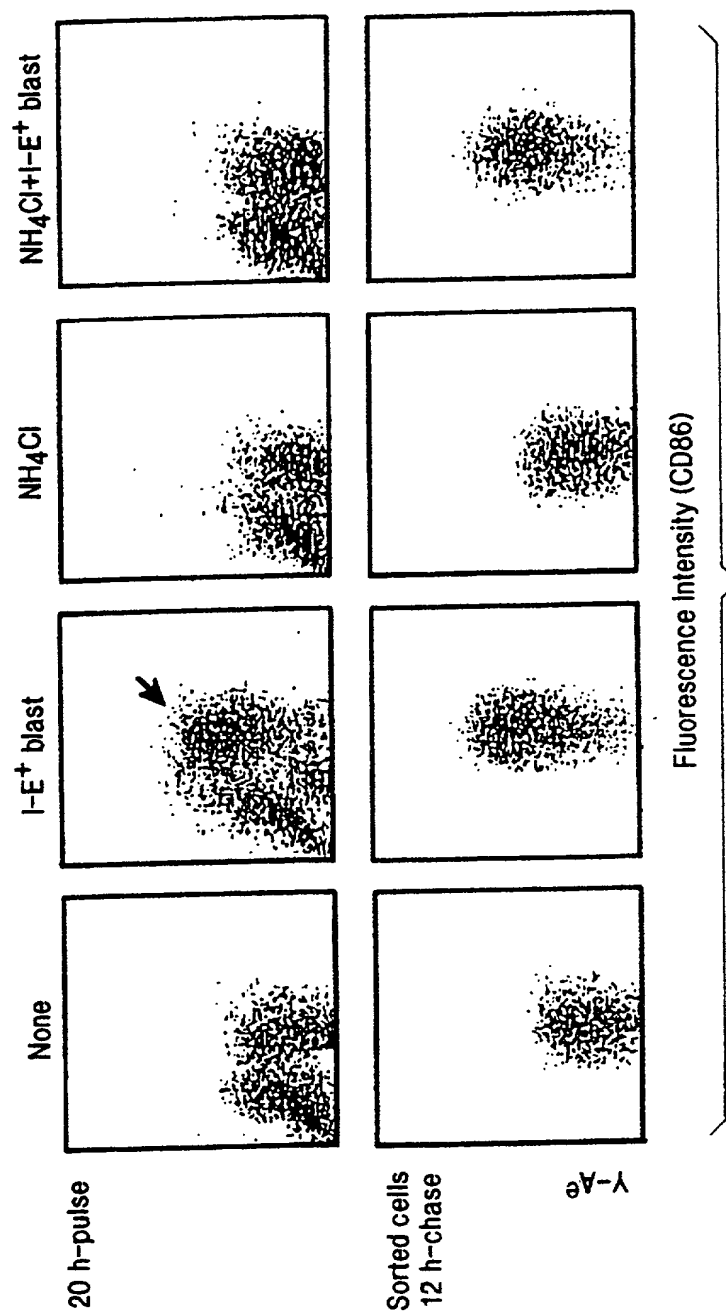 None
I-E⁺ blast
NH₄Cl
NH₄Cl+I-E⁺ blast
20 h-pulse
Sorted cells
12 h-chase
Y-Ae
Fluorescence Intensity (CD86)